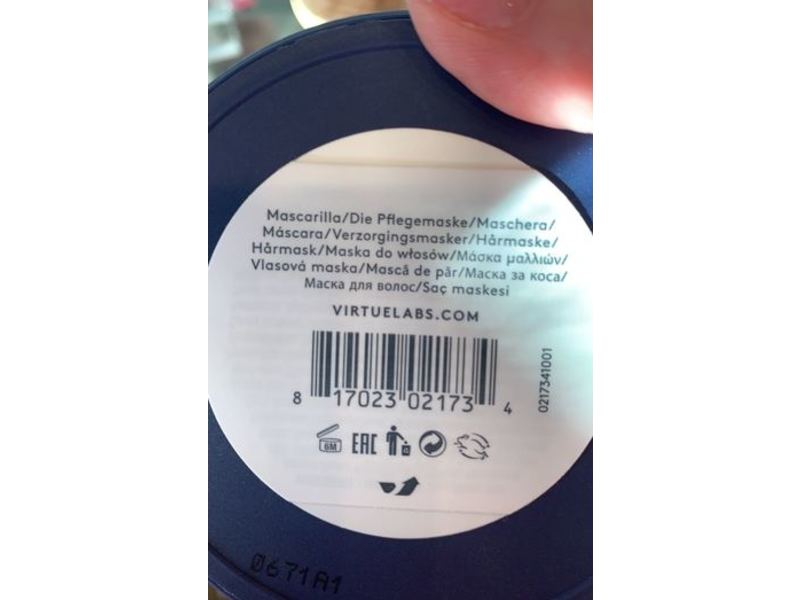 Mascarilla/Die Pflegemaske/Maschera/
Máscara/Verzorgingsmasker/Hårmaske/
Hårmask/Maska do włosów/Μάσκα μαλλιών/
Vlasová maska/Mască de păr/Маска за коса/
Маска для волос/Saç maskesi
VIRTUELABS.COM
8 17023 02173 4
0217341001
6M EAC
0671A1